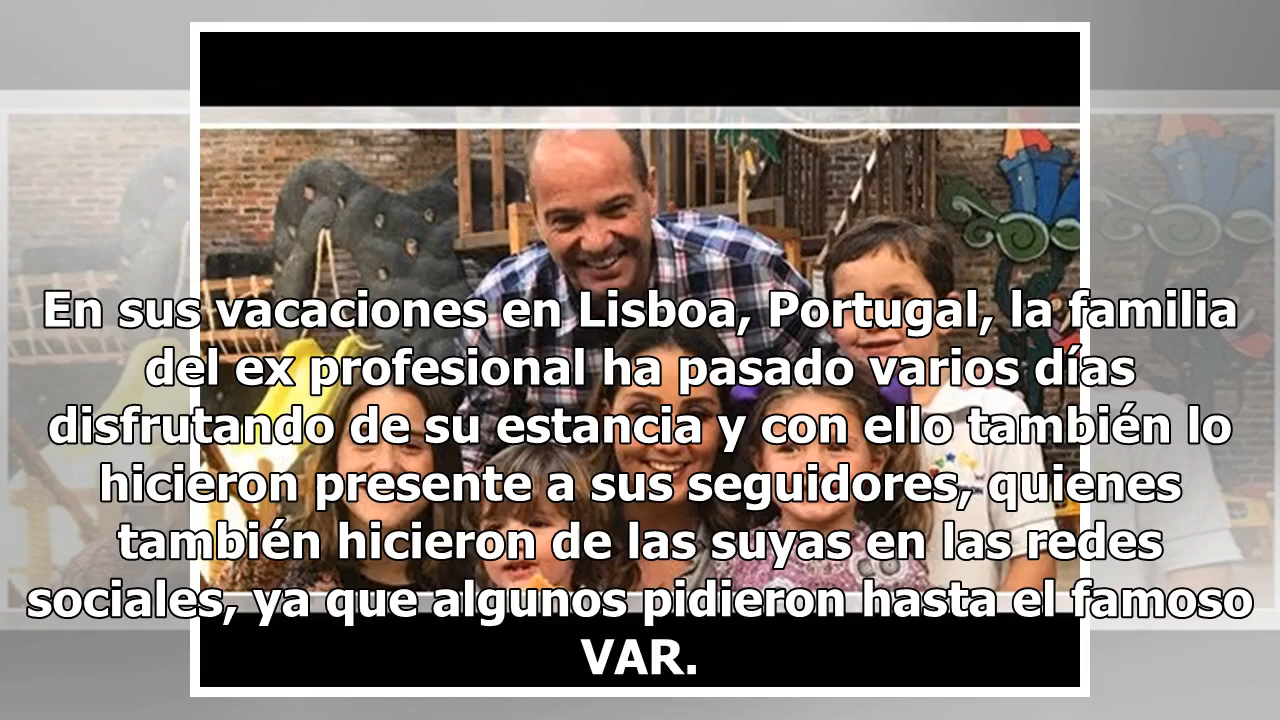 En sus vacaciones en Lisboa, Portugal, la familia
del ex profesional ha pasado varios días
disfrutando de su estancia y con ello también lo
hicieron presente a sus seguidores, quienes
también hicieron de las suyas en las redes
sociales, ya que algunos pidieron hasta el famoso
VAR.